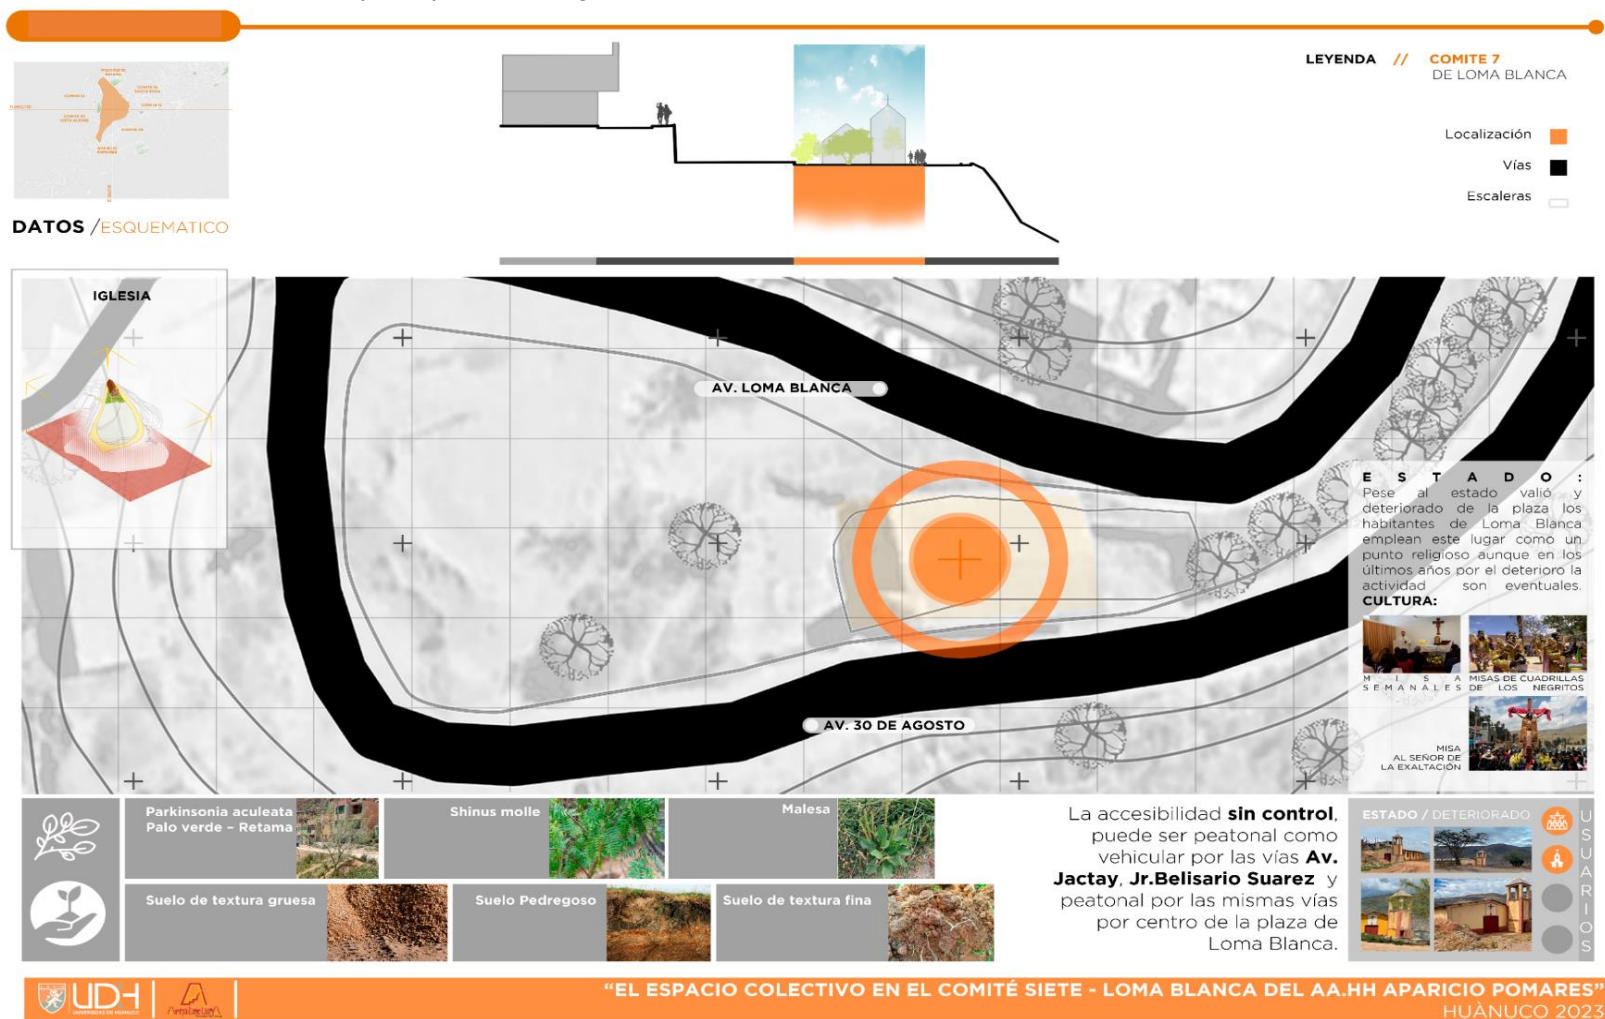 LEYENDA // COMITE 7
DE LOMA BLANCA
Localización
Vías
Escaleras
DATOS /ESQUEMATICO
IGLESIA
AV. LOMA BLANCA
AV. 30 DE AGOSTO
E S T A D O :
Pese al estado valió y
deteriorado de la plaza los
habitantes de Loma Blanca
emplean este lugar como un
punto religioso aunque en los
últimos años por el deterioro la
actividad son eventuales.
CULTURA:
M I S A
SEMANALES
MISAS DE CUADRILLAS
DE LOS NEGRITOS
MISA
AL SEÑOR DE
LA EXALTACIÓN
Parkinsonia aculeata
Palo verde – Retama
Shinus molle
Malesa
Suelo de textura gruesa
Suelo Pedregoso
Suelo de textura fina
La accesibilidad sin control,
puede ser peatonal como
vehicular por las vías Av.
Jactay, Jr.Belisario Suarez y
peatonal por las mismas vías
por centro de la plaza de
Loma Blanca.
ESTADO / DETERIORADO
USUARIOS
UDH
UNIVERSIDAD DE HUÁNUCO
“EL ESPACIO COLECTIVO EN EL COMITÉ SIETE - LOMA BLANCA DEL AA.HH APARICIO POMARES”
HUÀNUCO 2023